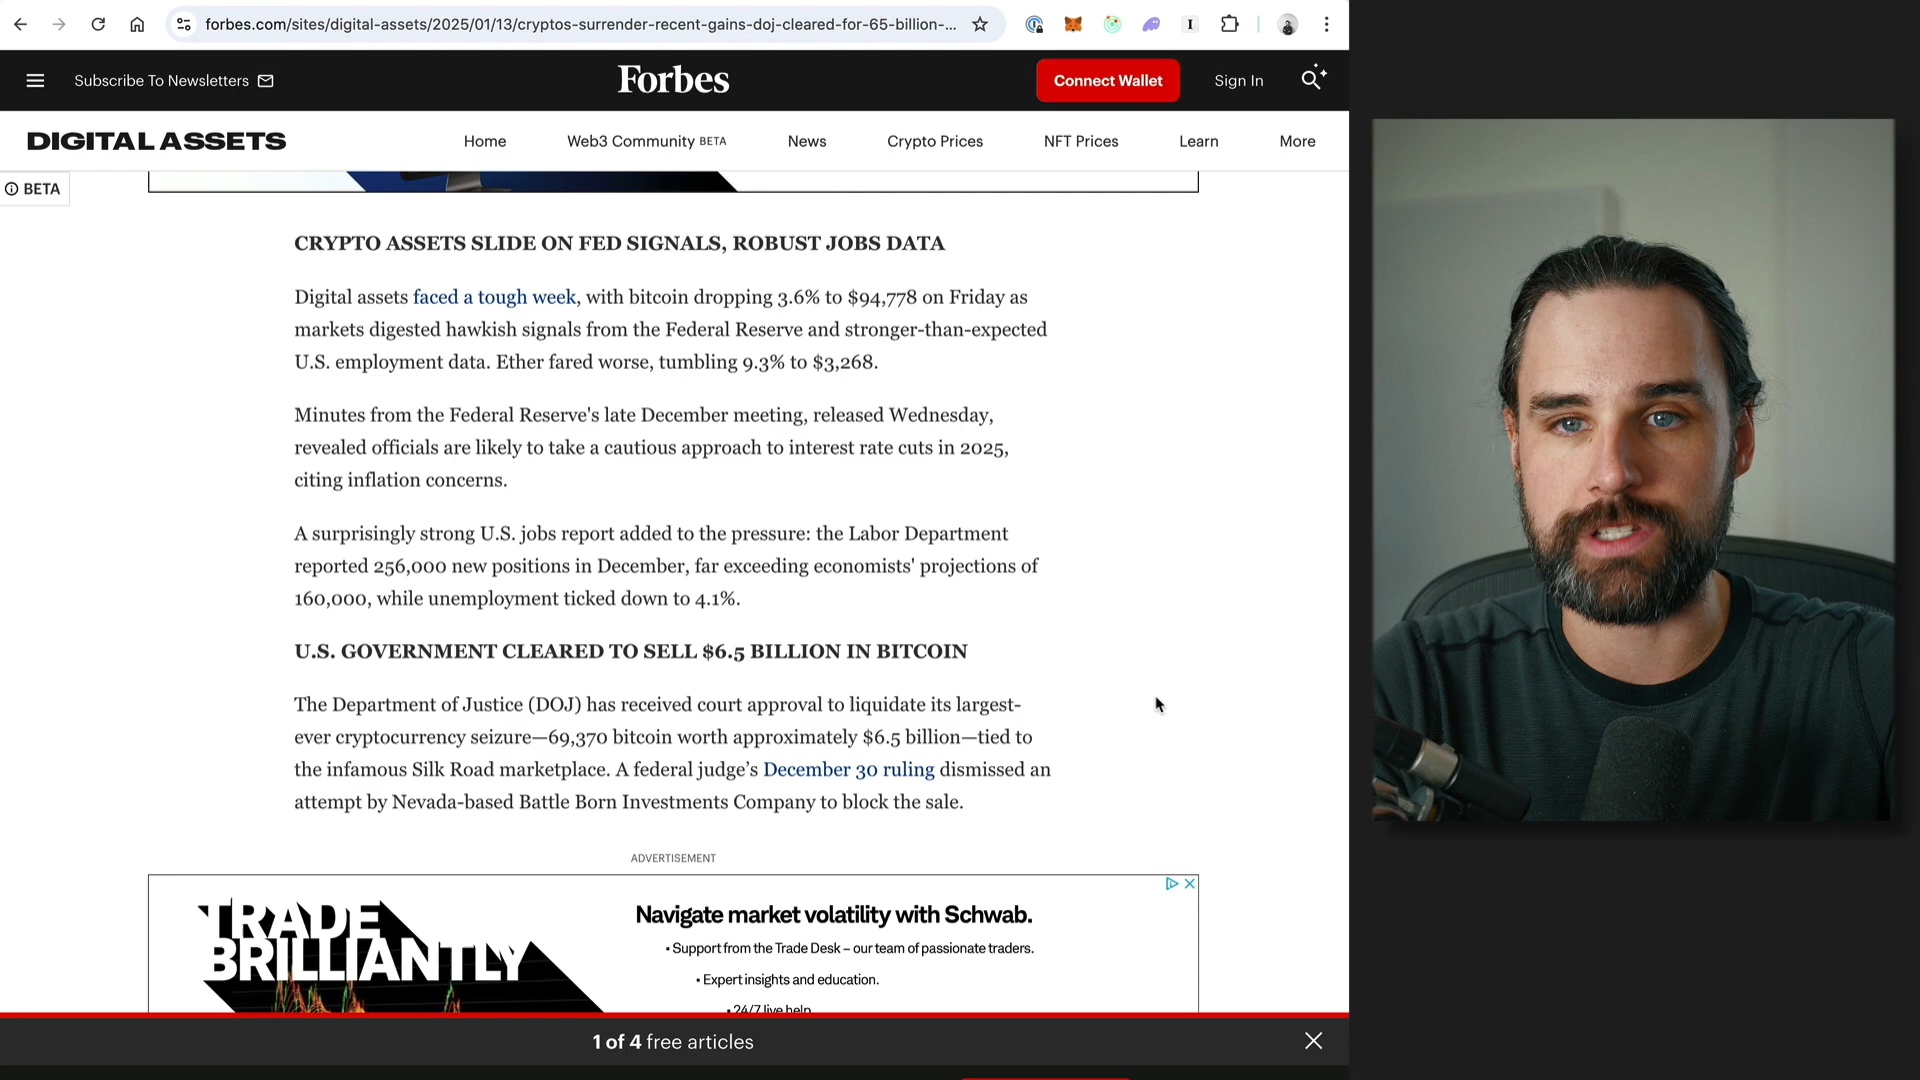 forbes.com/sites/digital-assets/2025/01/13/cryptos-surrender-recent-gains-doj-cleared-for-65-billion-...
Subscribe To Newsletters
Forbes
Connect Wallet
Sign In
DIGITAL ASSETS
Home
Web3 Community BETA
News
Crypto Prices
NFT Prices
Learn
More
BETA
CRYPTO ASSETS SLIDE ON FED SIGNALS, ROBUST JOBS DATA
Digital assets faced a tough week, with bitcoin dropping 3.6% to $94,778 on Friday as
markets digested hawkish signals from the Federal Reserve and stronger-than-expected
U.S. employment data. Ether fared worse, tumbling 9.3% to $3,268.
Minutes from the Federal Reserve's late December meeting, released Wednesday,
revealed officials are likely to take a cautious approach to interest rate cuts in 2025,
citing inflation concerns.
A surprisingly strong U.S. jobs report added to the pressure: the Labor Department
reported 256,000 new positions in December, far exceeding economists' projections of
160,000, while unemployment ticked down to 4.1%.
U.S. GOVERNMENT CLEARED TO SELL $6.5 BILLION IN BITCOIN
The Department of Justice (DOJ) has received court approval to liquidate its largest-
ever cryptocurrency seizure—69,370 bitcoin worth approximately $6.5 billion—tied to
the infamous Silk Road marketplace. A federal judge’s December 30 ruling dismissed an
attempt by Nevada-based Battle Born Investments Company to block the sale.
ADVERTISEMENT
TRADE
BRILLIANTLY
Navigate market volatility with Schwab.
▪ Support from the Trade Desk – our team of passionate traders.
▪ Expert insights and education.
▪ 24/7 live help
1 of 4 free articles